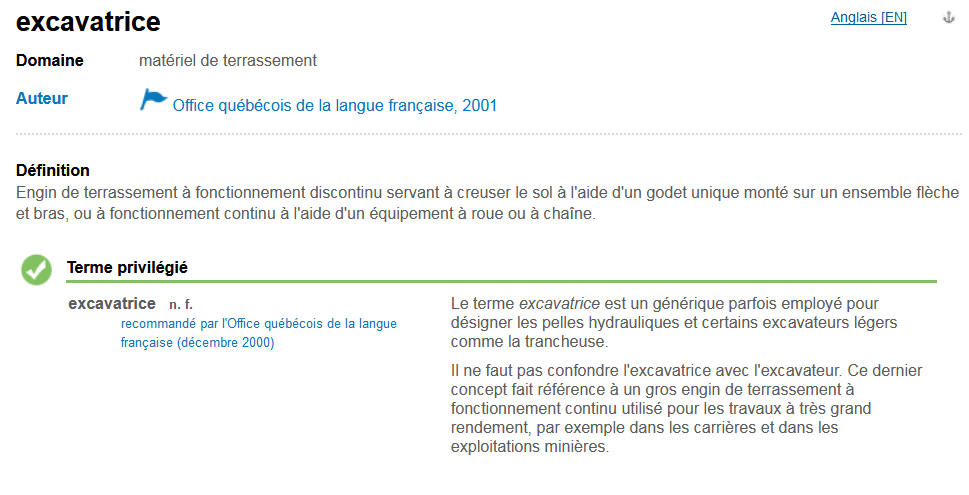 excavatrice
Anglais [EN]
Domaine matériel de terrassement
Auteur Office québécois de la langue française, 2001
Définition
Engin de terrassement à fonctionnement discontinu servant à creuser le sol à l'aide d'un godet unique monté sur un ensemble flèche
et bras, ou à fonctionnement continu à l'aide d'un équipement à roue ou à chaîne.
Terme privilégié
excavatrice n. f.
recommandé par l'Office québécois de la langue
française (décembre 2000)
Le terme excavatrice est un générique parfois employé pour
désigner les pelles hydrauliques et certains excavateurs légers
comme la trancheuse.
Il ne faut pas confondre l'excavatrice avec l'excavateur. Ce dernier
concept fait référence à un gros engin de terrassement à
fonctionnement continu utilisé pour les travaux à très grand
rendement, par exemple dans les carrières et dans les
exploitations minières.